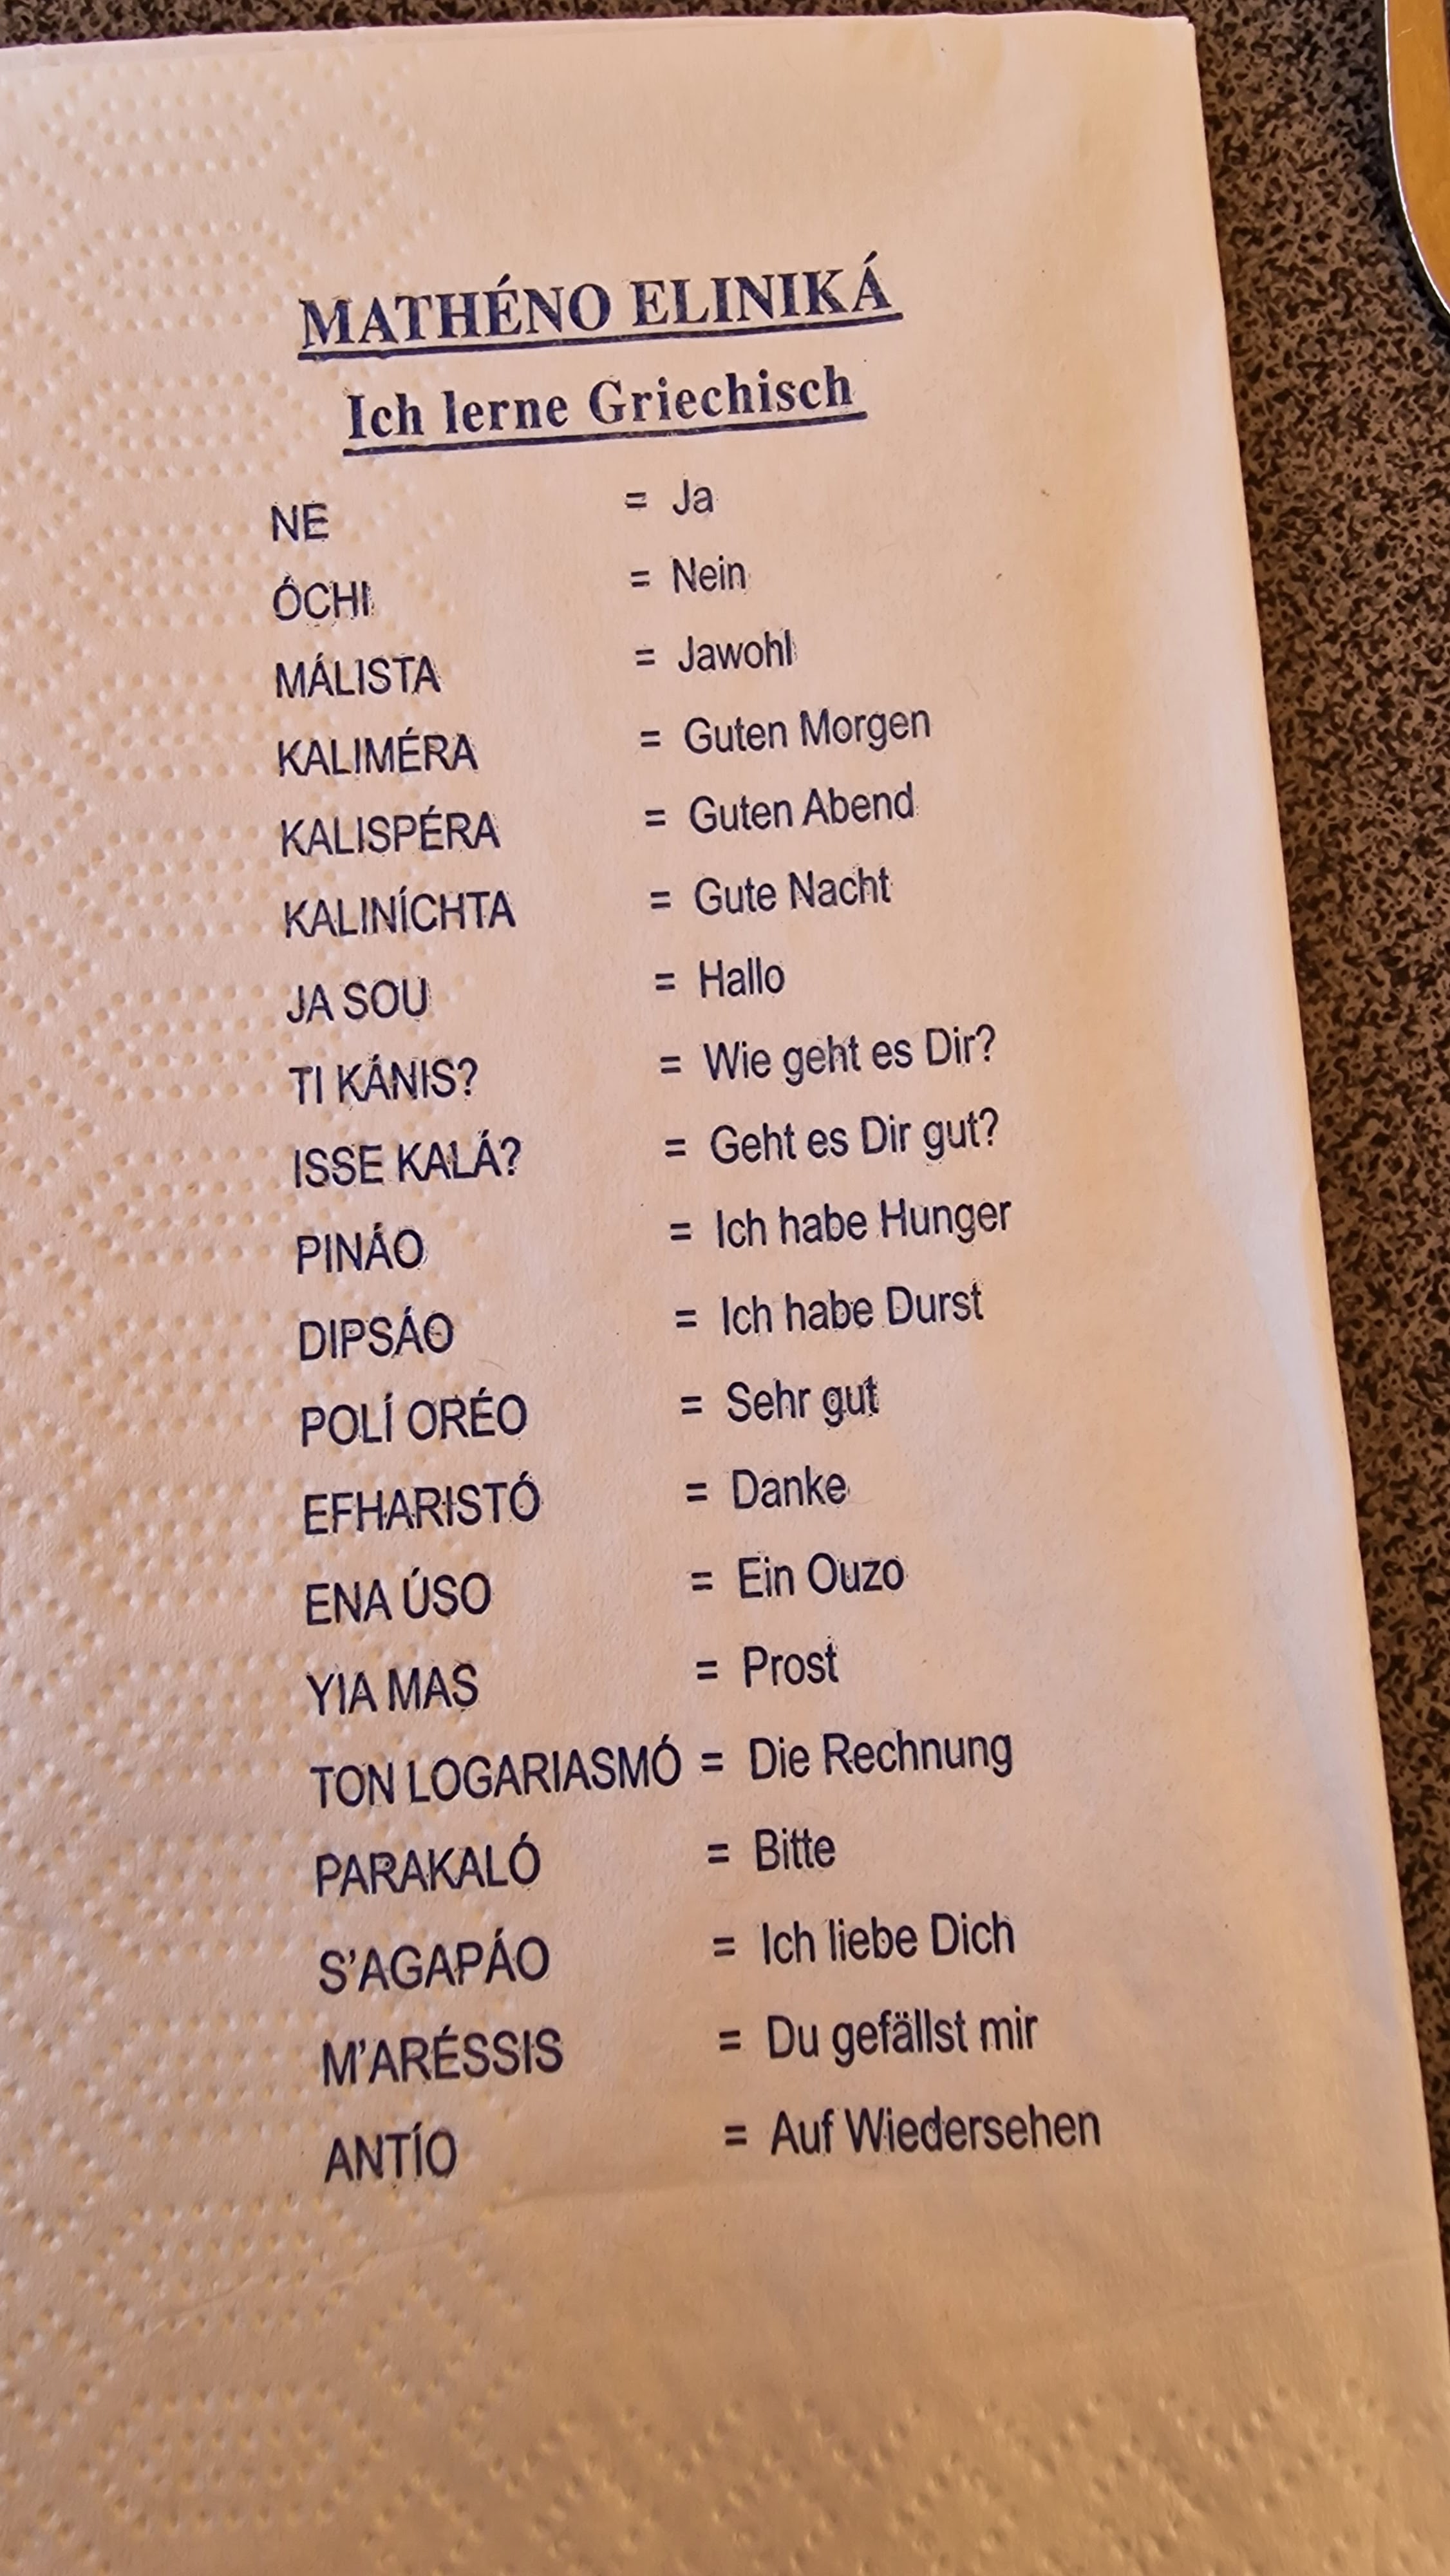 MATHÉNO ELINIKÁ
Ich lerne Griechisch
NE = Ja
ÓCHI = Nein
MÁLISTA = Jawohl
KALIMÉRA = Guten Morgen
KALISPÉRA = Guten Abend
KALINÍCHTA = Gute Nacht
JA SOU = Hallo
TI KÁNIS? = Wie geht es Dir?
ISSE KALÁ? = Geht es Dir gut?
PINÁO = Ich habe Hunger
DIPSÁO = Ich habe Durst
POLÍ ORÉO = Sehr gut
EFHARISTÓ = Danke
ENA ÚSO = Ein Ouzo
YIA MAS = Prost
TON LOGARIASMÓ = Die Rechnung
PARAKALÓ = Bitte
S'AGAPÁO = Ich liebe Dich
M'ARÉSSIS = Du gefällst mir
ANTÍO = Auf Wiedersehen